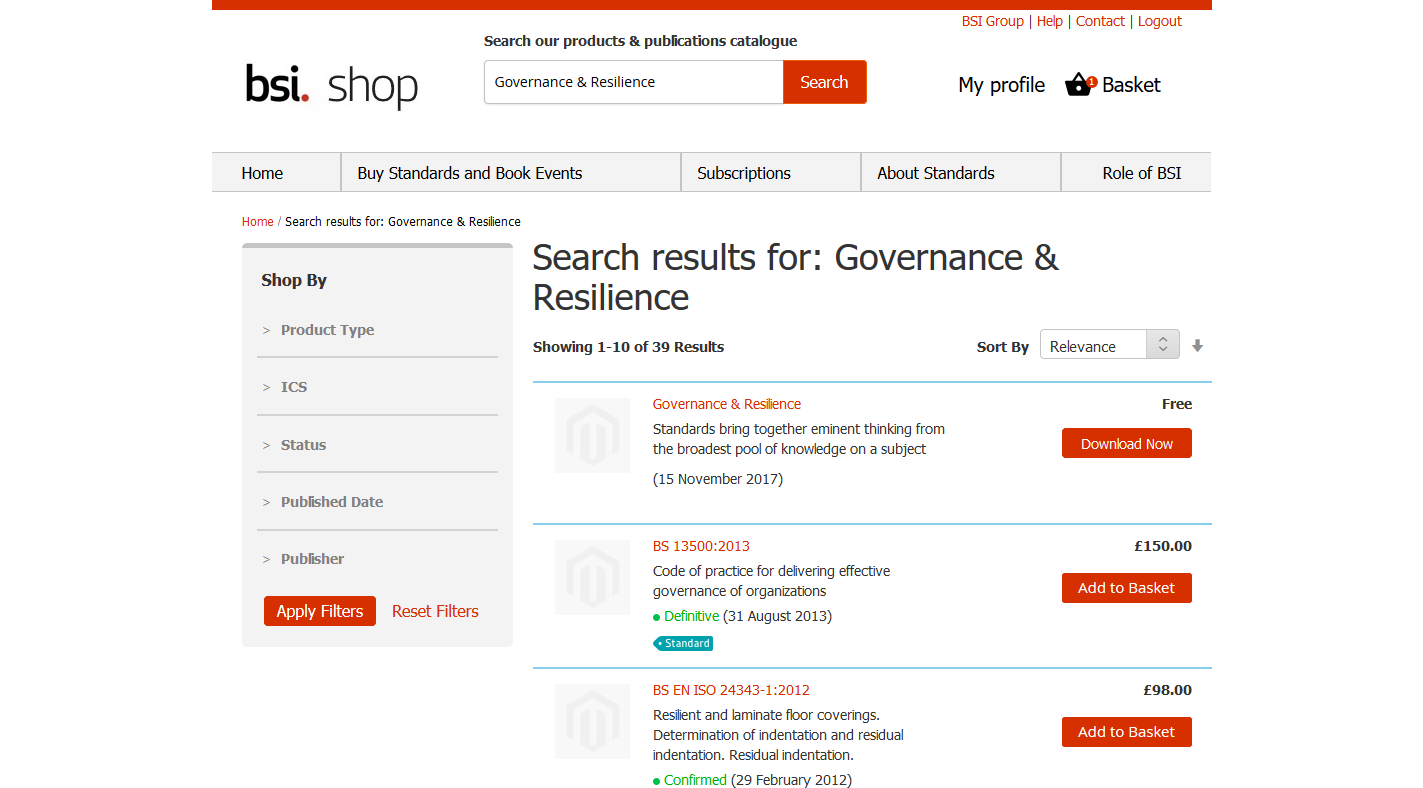 BSI Group | Help | Contact | Logout
Search our products & publications catalogue
bsi. shop
Governance & Resilience
Search
My profile
1
Basket
Home
Buy Standards and Book Events
Subscriptions
About Standards
Role of BSI
Home / Search results for: Governance & Resilience
Shop By
> Product Type
> ICS
> Status
> Published Date
> Publisher
Apply Filters
Reset Filters
Search results for: Governance &
Resilience
Showing 1-10 of 39 Results
Sort By
Relevance
Governance & Resilience
Free
Standards bring together eminent thinking from
the broadest pool of knowledge on a subject
Download Now
(15 November 2017)
BS 13500:2013
£150.00
Code of practice for delivering effective
governance of organizations
Add to Basket
Definitive (31 August 2013)
Standard
BS EN ISO 24343-1:2012
£98.00
Resilient and laminate floor coverings.
Determination of indentation and residual
indentation. Residual indentation.
Add to Basket
Confirmed (29 February 2012)